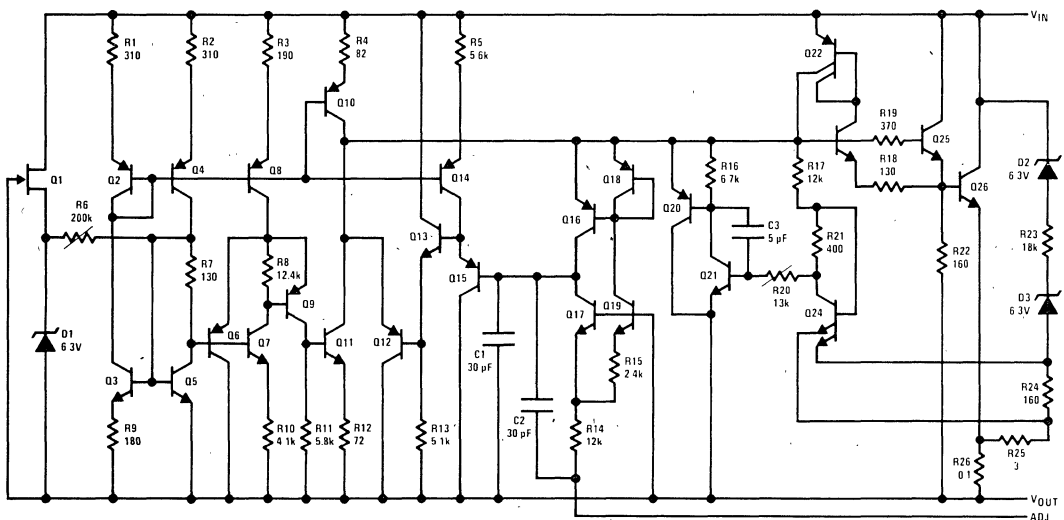 VIN
R1
310
R2
310
R3
190
R4
82
R5
5 6k
Q22
R19
370
Q25
Q10
Q1
Q2
Q4
Q8
Q14
R16
6 7k
R17
12k
R18
130
Q26
D2
6 3V
R6
200k
Q18
Q16
Q20
C3
5 pF
R21
400
R23
18k
R7
130
R8
12.4k
Q9
Q13
Q15
Q21
R20
13k
R22
160
D3
6 3V
D1
6 3V
Q6
Q7
Q11
Q12
Q17
Q19
Q24
C1
30 pF
R15
2 4k
Q3
Q5
C2
30 pF
R24
160
R9
180
R10
4 1k
R11
5.8k
R12
72
R13
5 1k
R14
12k
R26
0 1
R25
3
VOUT
ADJ